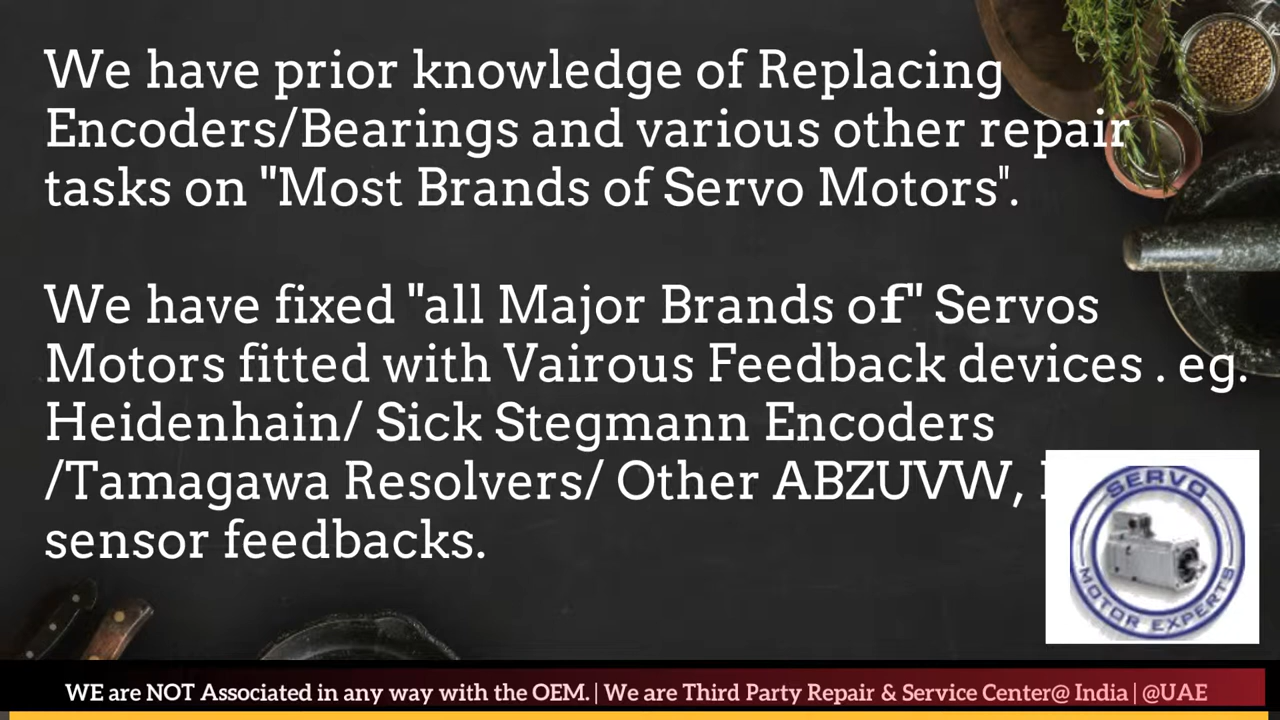 We have prior knowledge of Replacing
Encoders/Bearings and various other repair
tasks on "Most Brands of Servo Motors".
We have fixed "all Major Brands of" Servos
Motors fitted with Vairous Feedback devices . eg.
Heidenhain/ Sick Stegmann Encoders
/Tamagawa Resolvers/ Other ABZUVW,
sensor feedbacks.
SERVO
MOTOR EXPERTS
WE are NOT Associated in any way with the OEM. | We are Third Party Repair & Service Center@ India | @UAE